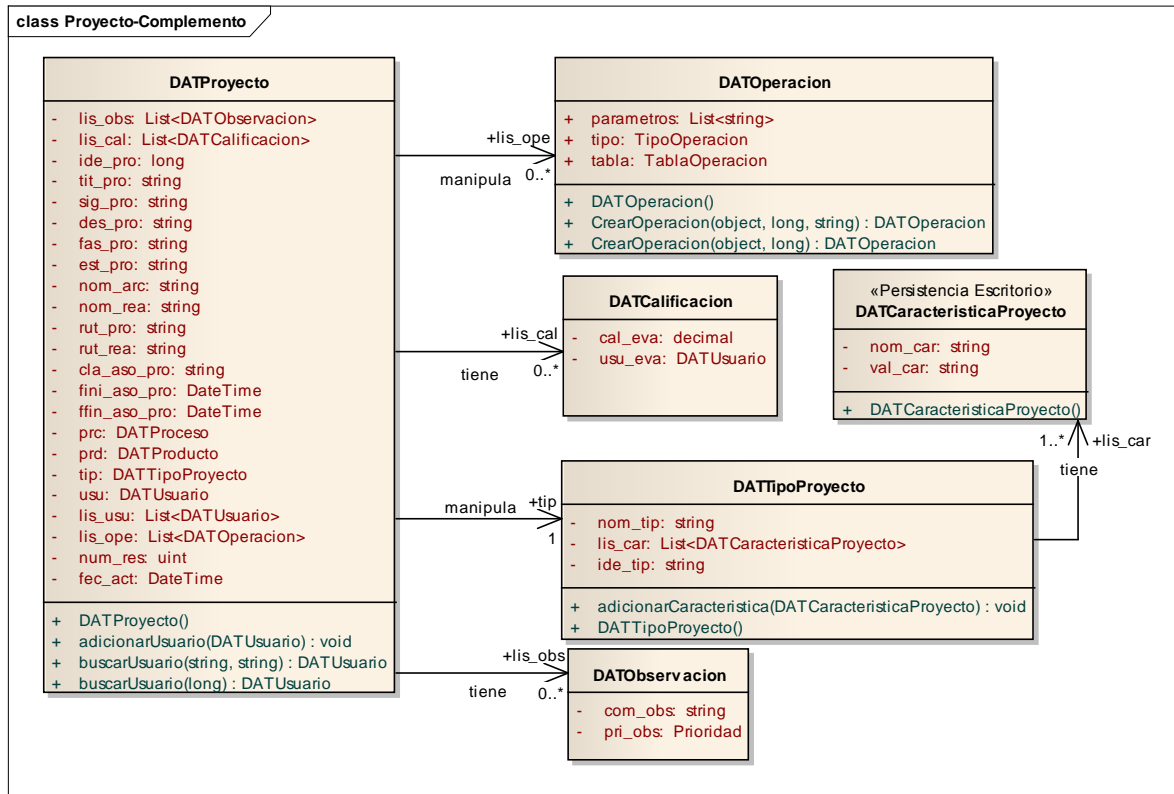 class Proyecto-Complemento
DATProyecto
- lis_obs: List<DATObservacion>
- lis_cal: List<DATCalificacion>
- ide_pro: long
- tit_pro: string
- sig_pro: string
- des_pro: string
- fas_pro: string
- est_pro: string
- nom_arc: string
- nom_rea: string
- rut_pro: string
- rut_rea: string
- cla_aso_pro: string
- fini_aso_pro: DateTime
- ffin_aso_pro: DateTime
- prc: DATProceso
- prd: DATProducto
- tip: DATTipoProyecto
- usu: DATUsuario
- lis_usu: List<DATUsuario>
- lis_ope: List<DATOperacion>
- num_res: uint
- fec_act: DateTime
+ DATProyecto()
+ adicionarUsuario(DATUsuario) : void
+ buscarUsuario(string, string) : DATUsuario
+ buscarUsuario(long) : DATUsuario
+lis_ope
manipula 0..*
DATOperacion
+ parametros: List<string>
+ tipo: TipoOperacion
+ tabla: TablaOperacion
+ DATOperacion()
+ CrearOperacion(object, long, string) : DATOperacion
+ CrearOperacion(object, long) : DATOperacion
+lis_cal
tiene 0..*
DATCalificacion
- cal_eva: decimal
- usu_eva: DATUsuario
«Persistencia Escritorio»
DATCaracteristicaProyecto
- nom_car: string
- val_car: string
+ DATCaracteristicaProyecto()
1..* +lis_car
tiene
manipula +tip
1
DATTipoProyecto
- nom_tip: string
- lis_car: List<DATCaracteristicaProyecto>
- ide_tip: string
+ adicionarCaracteristica(DATCaracteristicaProyecto) : void
+ DATTipoProyecto()
+lis_obs
tiene 0..*
DATObservacion
- com_obs: string
- pri_obs: Prioridad